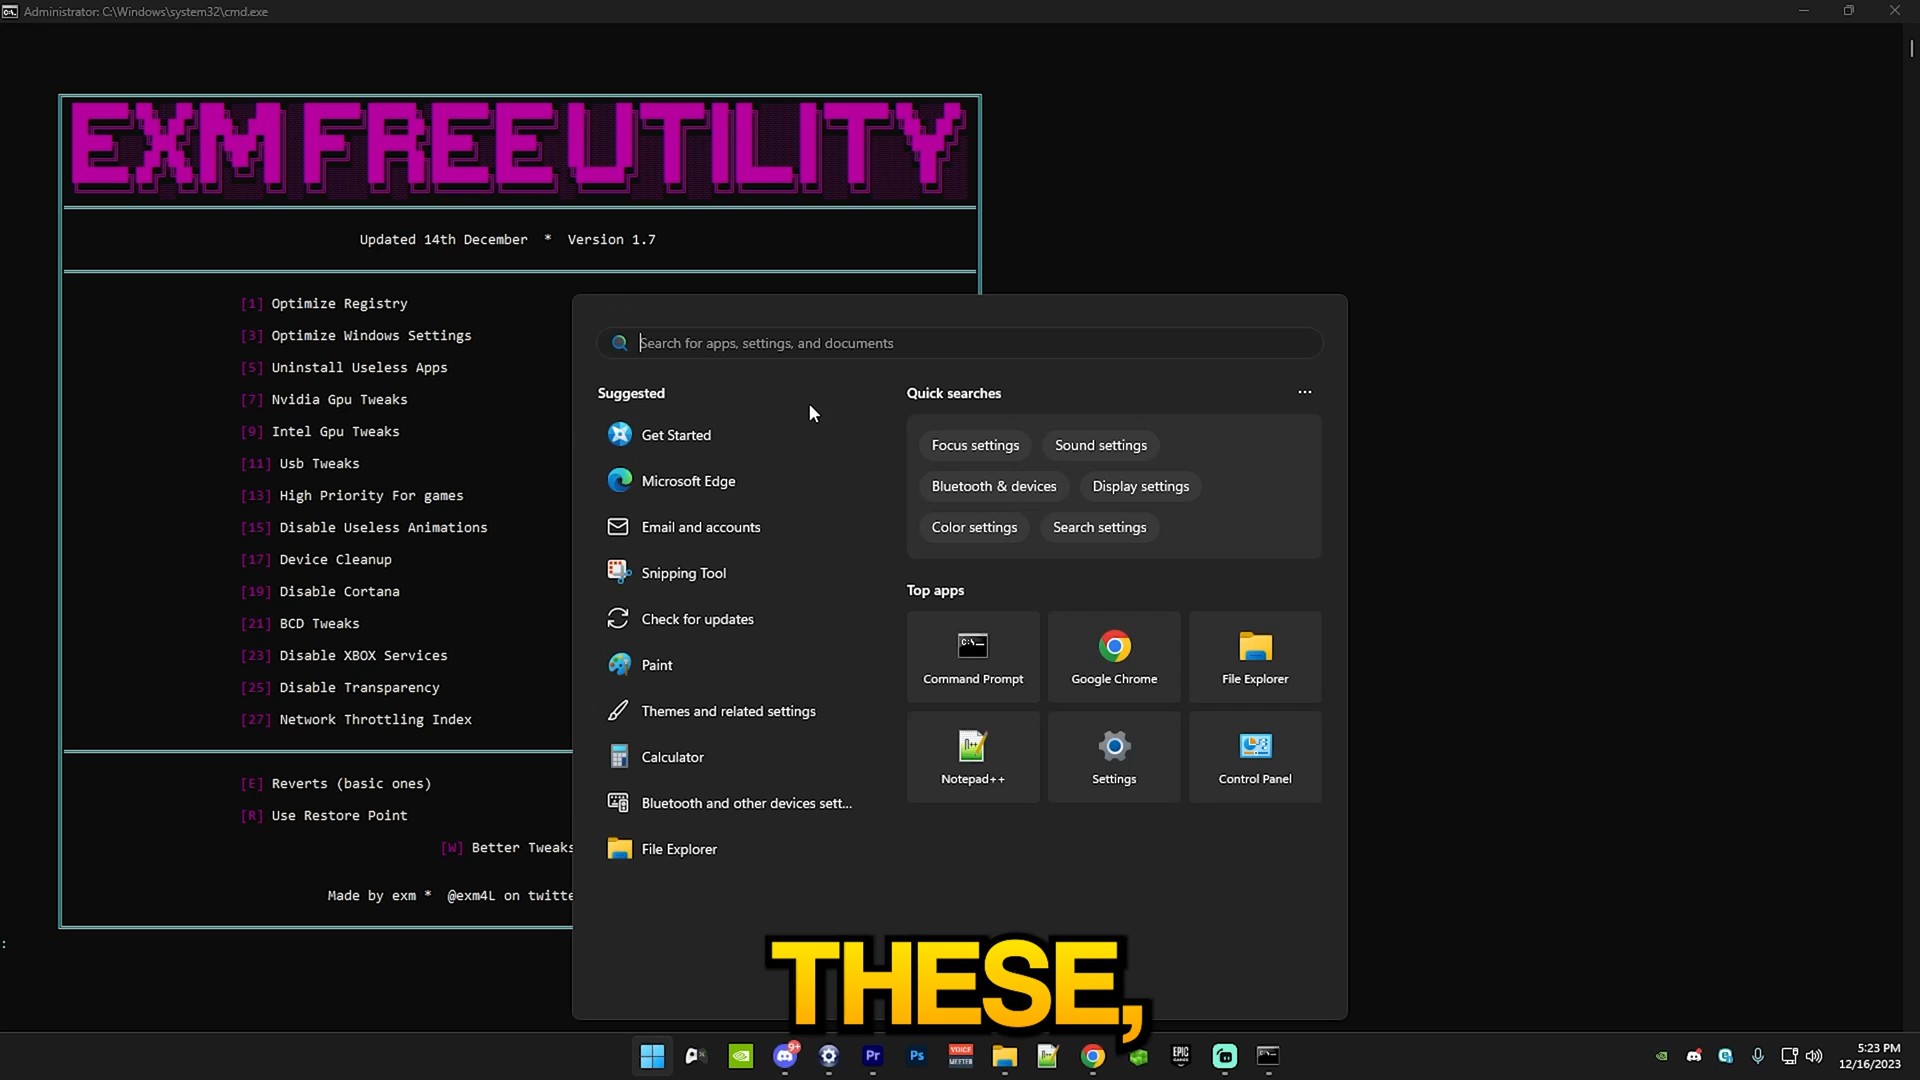 Administrator: C:\Windows\system32\cmd.exe
EXM FREE UTILITY
Updated 14th December * Version 1.7
[1] Optimize Registry
[3] Optimize Windows Settings
[5] Uninstall Useless Apps
[7] Nvidia Gpu Tweaks
[9] Intel Gpu Tweaks
[11] Usb Tweaks
[13] High Priority For games
[15] Disable Useless Animations
[17] Device Cleanup
[19] Disable Cortana
[21] BCD Tweaks
[23] Disable XBOX Services
[25] Disable Transparency
[27] Network Throttling Index
[E] Reverts (basic ones)
[R] Use Restore Point
[W] Better Tweaks
Made by exm * @exm4L on twitte
:
Search for apps, settings, and documents
Suggested
Get Started
Microsoft Edge
Email and accounts
Snipping Tool
Check for updates
Paint
Themes and related settings
Calculator
Bluetooth and other devices sett...
File Explorer
Quick searches
Focus settings
Sound settings
Bluetooth & devices
Display settings
Color settings
Search settings
Top apps
Command Prompt
Google Chrome
File Explorer
Notepad++
Settings
Control Panel
THESE,
9+
Pr
Ps
VOICE
MEETER
EPIC
GAMES
5:23 PM
12/16/2023